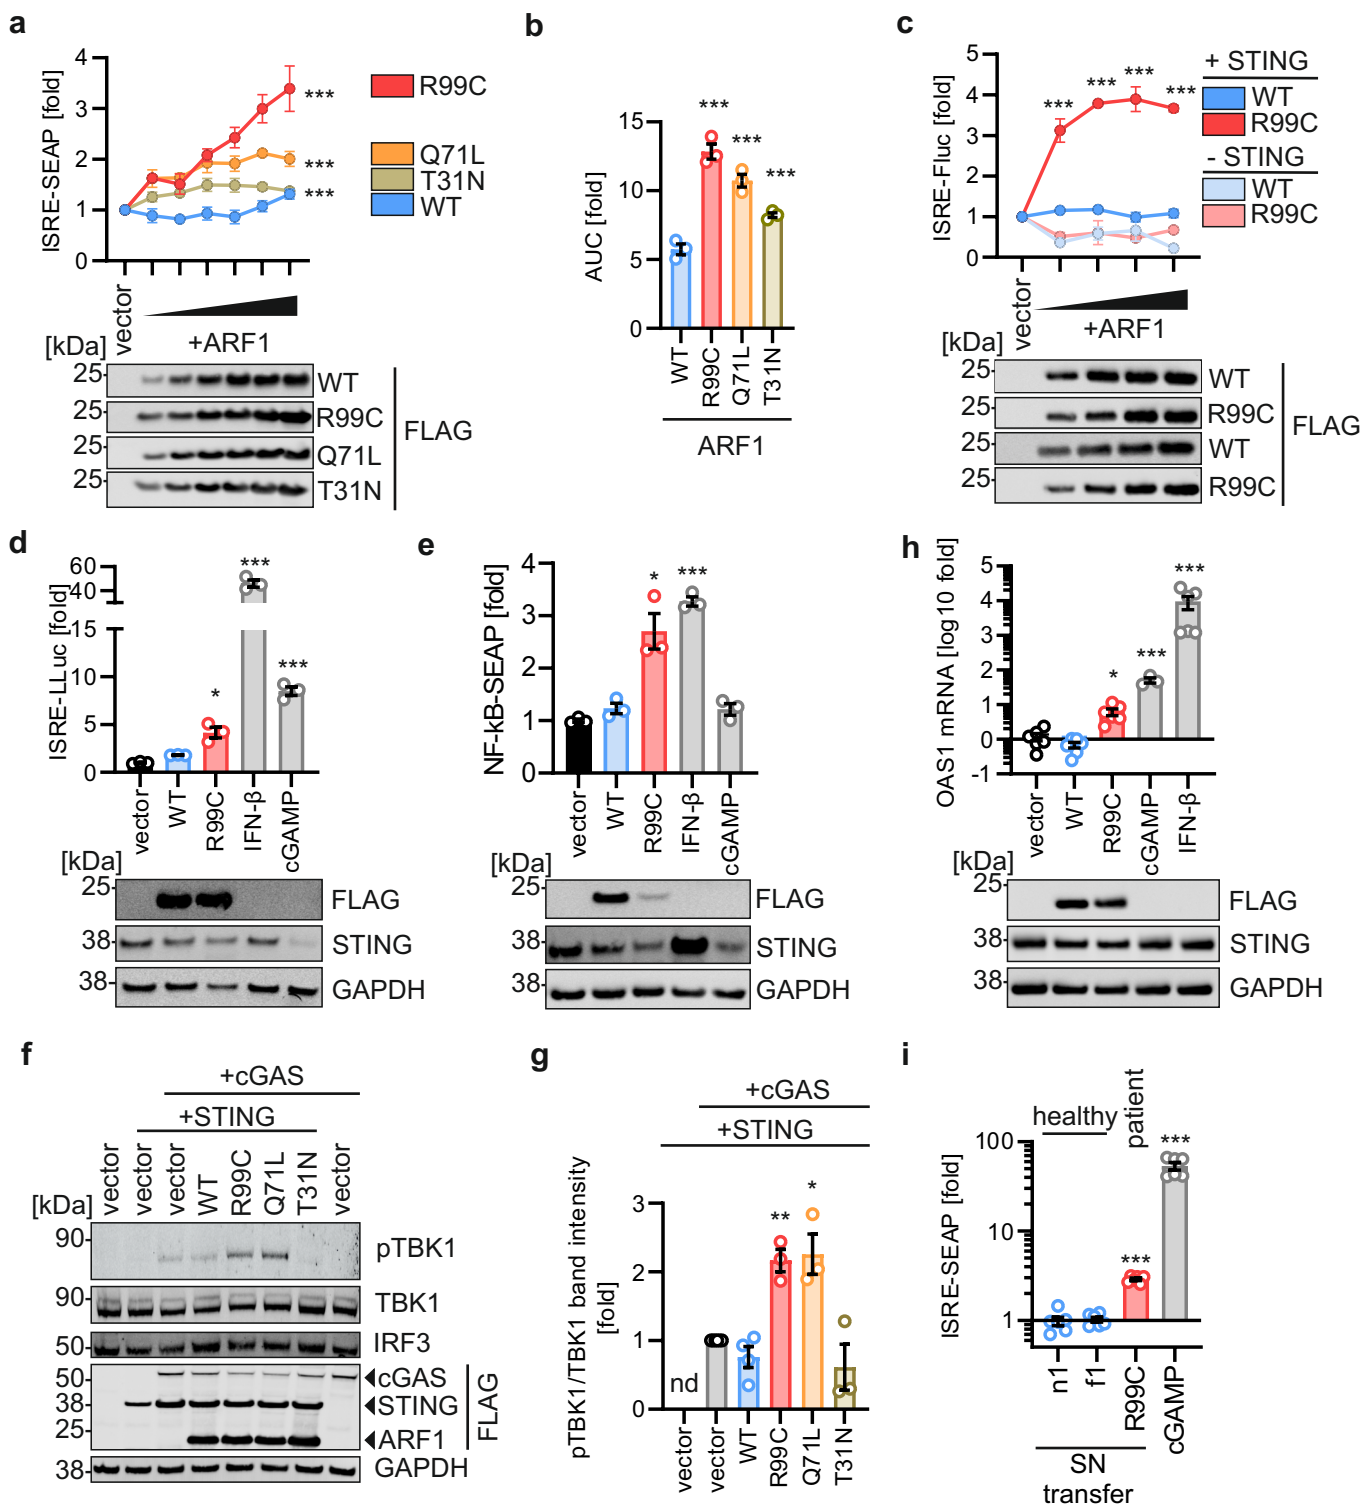 a
ISRE-SEAP [fold]
4
3
2
1
0
***
***
***
R99C
Q71L
T31N
WT
vector
+ARF1
[kDa]
25
WT
25
R99C
25
Q71L
25
T31N
FLAG
b
AUC [fold]
15
10
5
0
***
***
***
WT
R99C
Q71L
T31N
ARF1
c
ISRE-Fluc [fold]
5
4
3
2
1
0
***
***
***
***
+ STING
WT
R99C
- STING
WT
R99C
vector
+ARF1
[kDa]
25
WT
R99C
25
WT
25
R99C
FLAG
d
ISRE-LLuc [fold]
60
40
15
10
5
0
*
***
***
vector
WT
R99C
IFN-β
cGAMP
[kDa]
25
FLAG
38
STING
38
GAPDH
e
NF-kB-SEAP [fold]
4
3
2
1
0
*
***
vector
WT
R99C
IFN-β
cGAMP
[kDa]
25
FLAG
38
STING
38
GAPDH
h
OAS1 mRNA [log10 fold]
5
4
3
2
1
0
-1
*
***
***
vector
WT
R99C
cGAMP
IFN-β
[kDa]
25
FLAG
38
STING
38
GAPDH
f
+cGAS
+STING
vector
vector
vector
WT
R99C
Q71L
T31N
vector
[kDa]
90
pTBK1
90
TBK1
50
IRF3
50
cGAS
38
STING
25
ARF1
FLAG
38
GAPDH
g
+cGAS
+STING
pTBK1/TBK1 band intensity
[fold]
3
2
1
0
nd
**
*
vector
vector
WT
R99C
Q71L
T31N
i
healthy
patient
ISRE-SEAP [fold]
100
10
1
***
***
n1
f1
R99C
cGAMP
SN
transfer